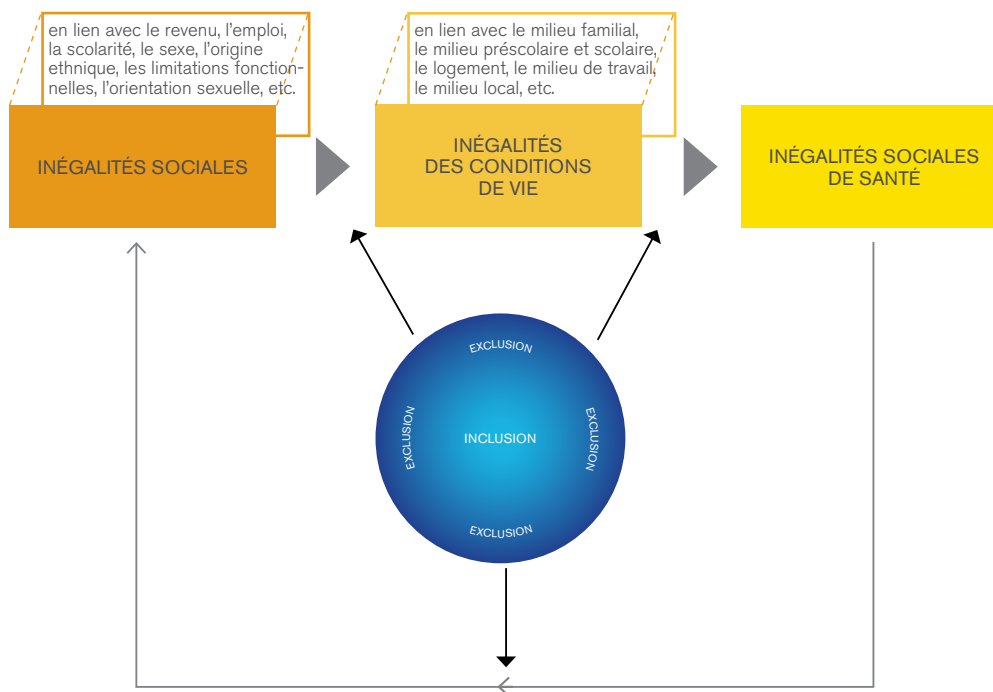 en lien avec le revenu, l'emploi,
la scolarité, le sexe, l'origine
ethnique, les limitations fonction-
nelles, l'orientation sexuelle, etc.
INÉGALITÉS SOCIALES
en lien avec le milieu familial,
le milieu préscolaire et scolaire,
le logement, le milieu de travail,
le milieu local, etc.
INÉGALITÉS
DES CONDITIONS
DE VIE
INÉGALITÉS SOCIALES
DE SANTÉ
EXCLUSION
EXCLUSION
INCLUSION
EXCLUSION
EXCLUSION